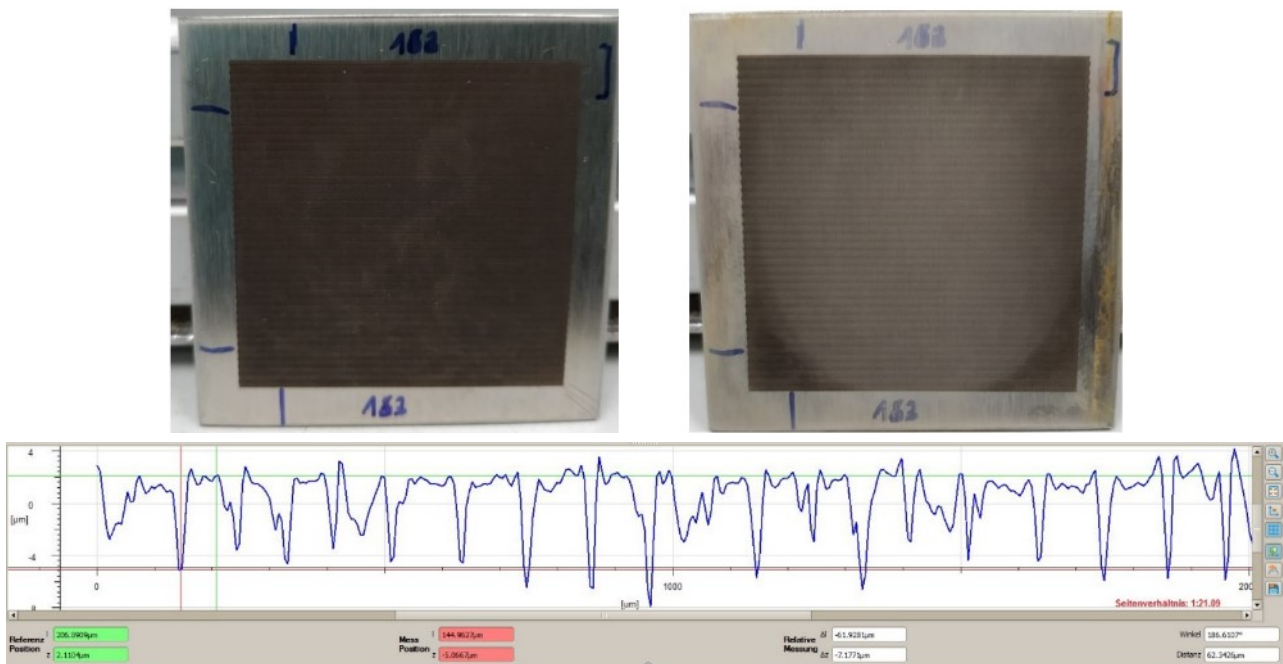 182
182
182
182
4
0
[µm]
-4
-8
0
1000
200
[µm]
Seitenverhältnis: 1:21.09
Referenz Position
l 206.8909µm
z 2.1104µm
Mess Position
l 144.9627µm
z -5.0667µm
Relative Messung
Δl -61.9281µm
Δz -7.1771µm
Winkel 186.6107°
Distanz 62.3426µm